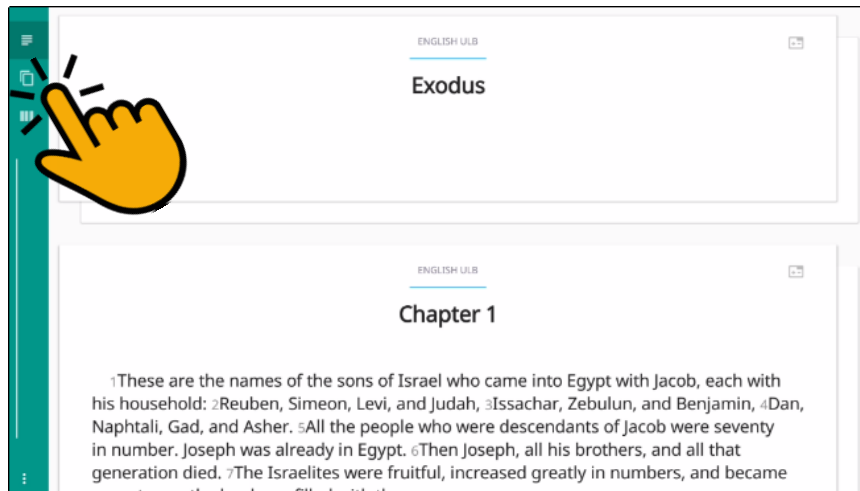 ENGLISH ULB
Exodus
ENGLISH ULB
Chapter 1
1These are the names of the sons of Israel who came into Egypt with Jacob, each with
his household: 2Reuben, Simeon, Levi, and Judah, 3Issachar, Zebulun, and Benjamin, 4Dan,
Naphtali, Gad, and Asher. 5All the people who were descendants of Jacob were seventy
in number. Joseph was already in Egypt. 6Then Joseph, all his brothers, and all that
generation died. 7The Israelites were fruitful, increased greatly in numbers, and became